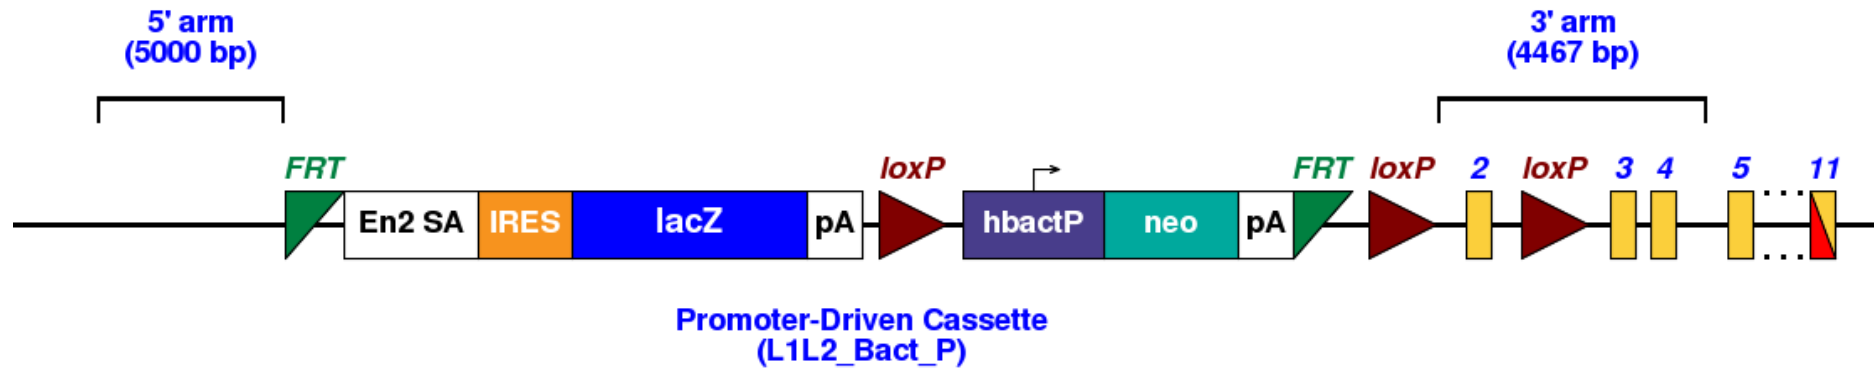 5' arm
(5000 bp)
3' arm
(4467 bp)
FRT loxP FRT loxP 2 loxP 3 4 5 11
En2 SA IRES lacZ pA hbactP neo pA
Promoter-Driven Cassette
(L1L2_Bact_P)